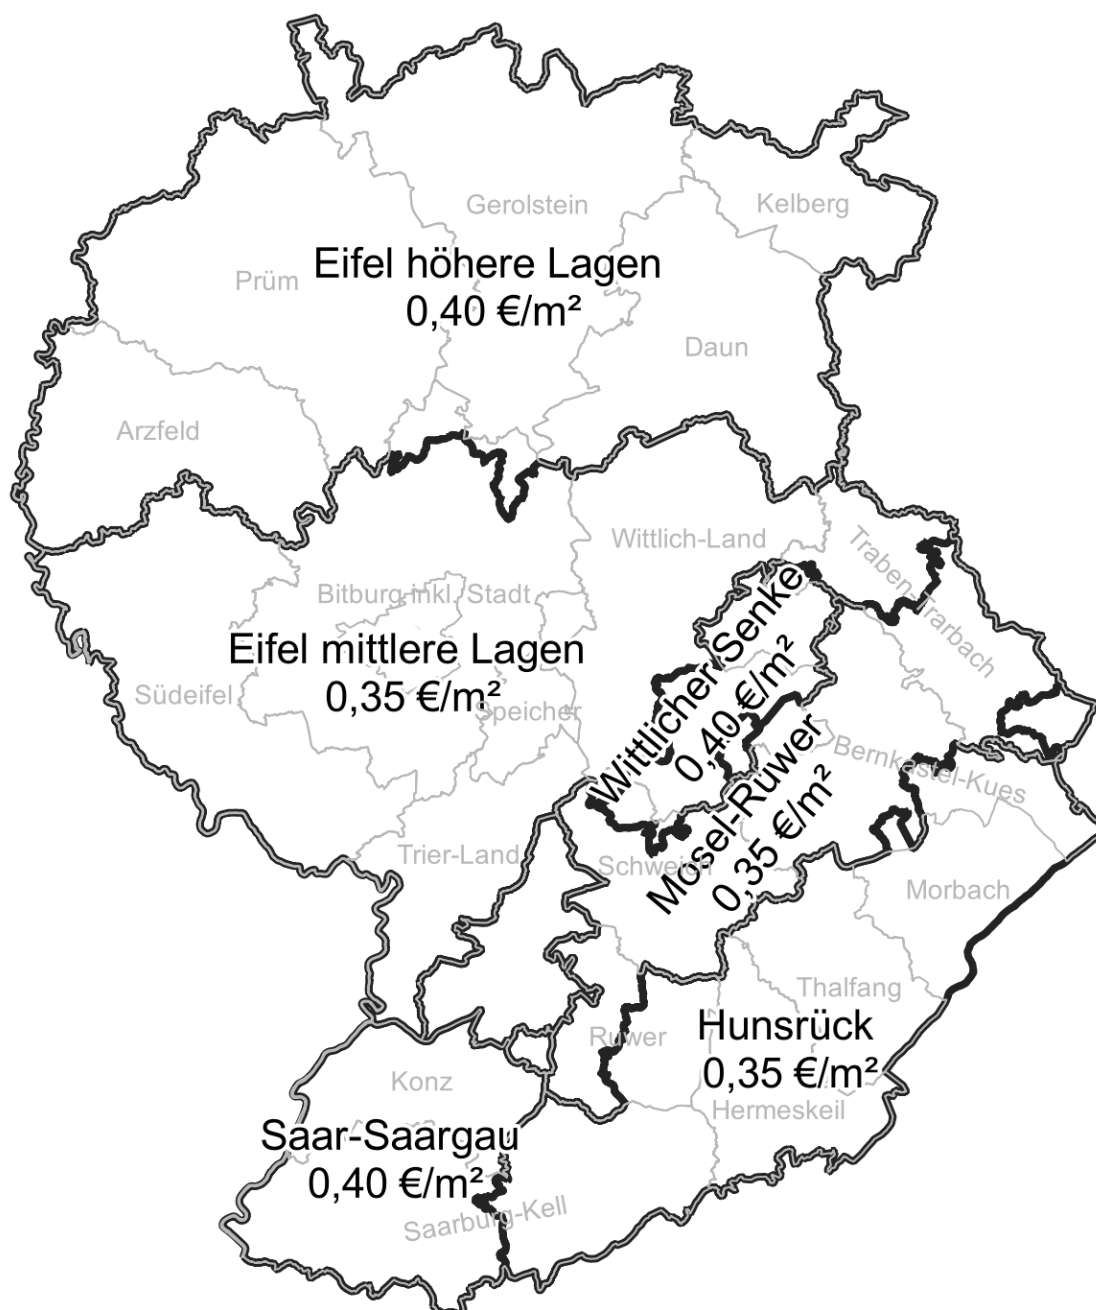 Gerolstein
Kelberg
Eifel höhere Lagen
0,40 €/m²
Prüm
Daun
Arzfeld
Wittlich-Land
Traben-Trarbach
Bitburg inkl. Stadt
Eifel mittlere Lagen
0,35 €/m²
Südeifel
Speicher
Wittlicher Senke
0,40 €/m²
Mosel-Ruwer
0,35 €/m²
Bernkastel-Kues
Trier-Land
Schweich
Morbach
Thalfang
Hunsrück
0,35 €/m²
Ruwer
Hermeskeil
Konz
Saar-Saargau
0,40 €/m²
Saarburg-Kell